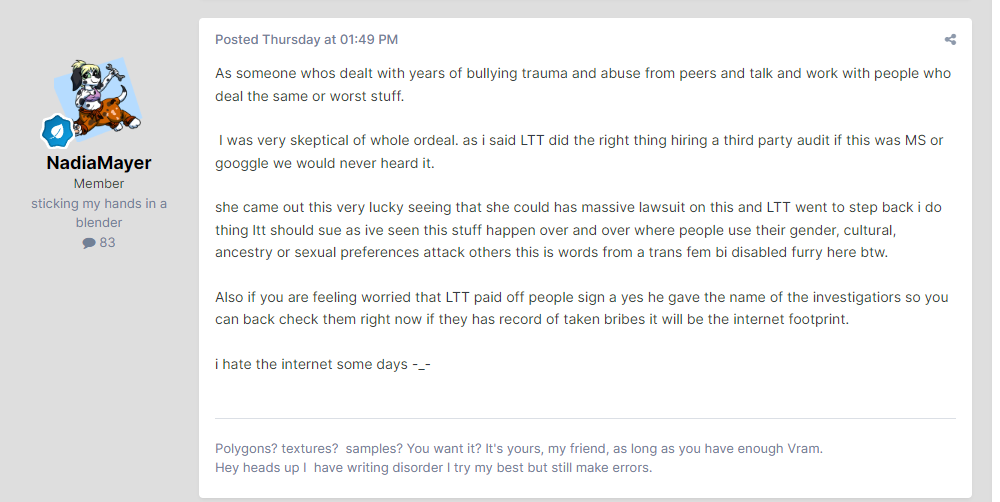 Posted Thursday at 01:49 PM
NadiaMayer
Member
sticking my hands in a
blender
83
As someone whos dealt with years of bullying trauma and abuse from peers and talk and work with people who
deal the same or worst stuff.
I was very skeptical of whole ordeal. as i said LTT did the right thing hiring a third party audit if this was MS or
googgle we would never heard it.
she came out this very lucky seeing that she could has massive lawsuit on this and LTT went to step back i do
thing ltt should sue as ive seen this stuff happen over and over where people use their gender, cultural,
ancestry or sexual preferences attack others this is words from a trans fem bi disabled furry here btw.
Also if you are feeling worried that LTT paid off people sign a yes he gave the name of the investigatiors so you
can back check them right now if they has record of taken bribes it will be the internet footprint.
i hate the internet some days -_-
Polygons? textures?  samples? You want it? It's yours, my friend, as long as you have enough Vram.
Hey heads up I  have writing disorder I try my best but still make errors.